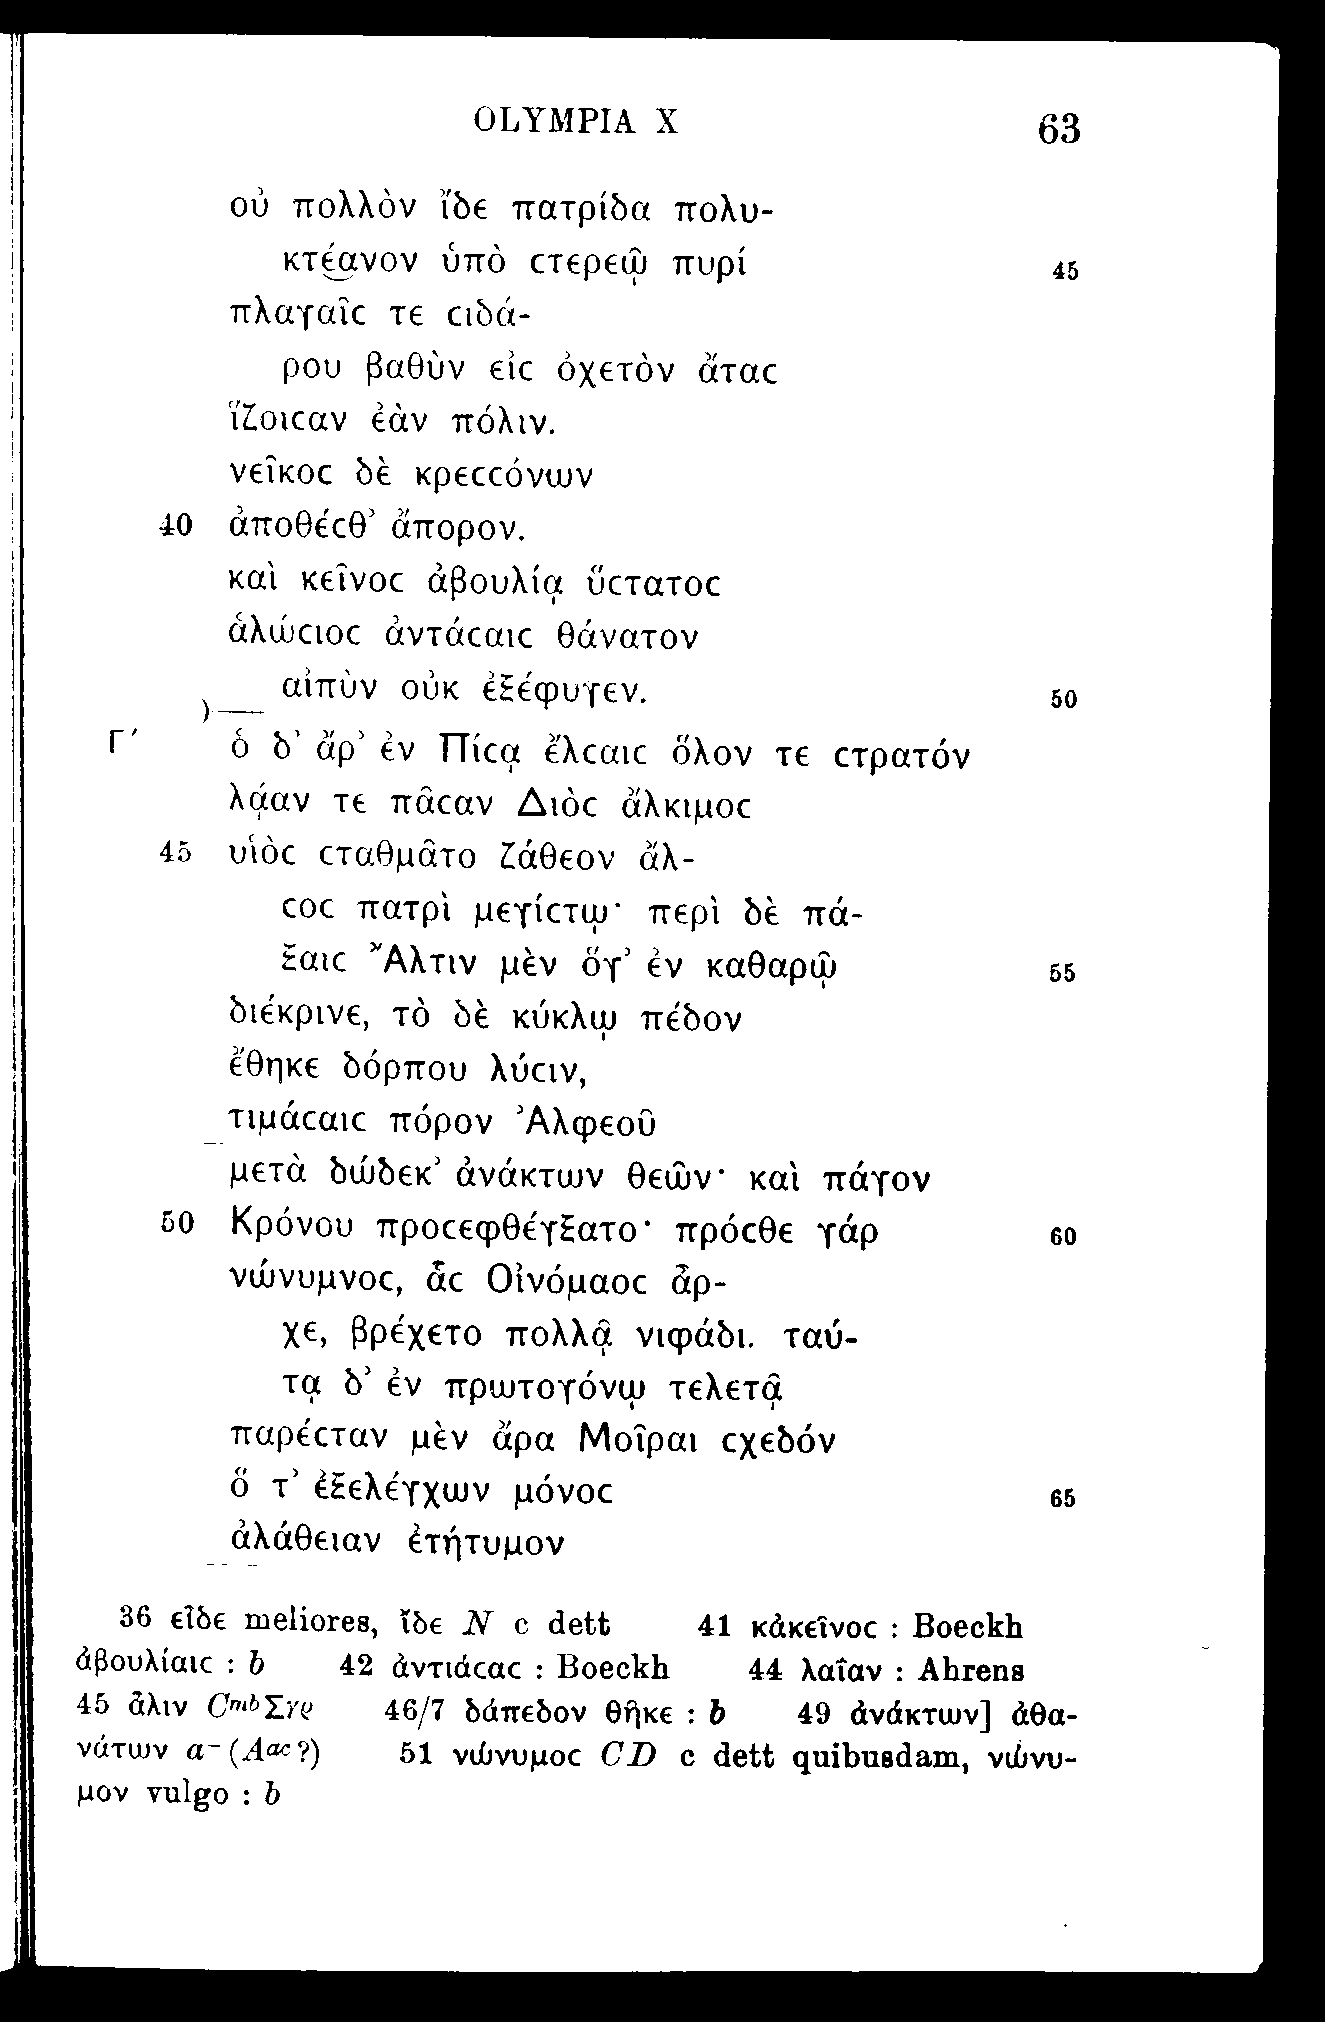 OLYMPIA X 63
οὐ πολλὸν ἴδε πατρίδα πολυ-
κτέανον ὑπὸ στερεῷ πυρί 45
πλαγαῖς τε σιδά-
ρου βαθὺν εἰς ὀχετὸν ἄτας
ἵζοισαν ἑὰν πόλιν.
νεῖκος δὲ κρεσσόνων
40 ἀποθέσθ’ ἄπορον.
καὶ κεῖνος ἀβουλίᾳ ὕστατος
ἁλώσιος ἀντάσαις θάνατον
αἰπὺν οὐκ ἐξέφυγεν. 50
Γ′ ὁ δ’ ἄρ’ ἐν Πίσᾳ ἔλσαις ὅλον τε στρατόν
λᾴαν τε πᾶσαν Διὸς ἄλκιμος
45 υἱὸς σταθμᾶτο ζάθεον ἄλ-
σος πατρὶ μεγίστῳ· περὶ δὲ πά-
ξαις Ἄλτιν μὲν ὅγ’ ἐν καθαρῷ 55
διέκρινε, τὸ δὲ κύκλῳ πέδον
ἔθηκε δόρπου λύσιν,
τιμάσαις πόρον Ἀλφεοῦ
μετὰ δώδεκ’ ἀνάκτων θεῶν· καὶ πάγον
50 Κρόνου προσεφθέγξατο· πρόσθε γάρ 60
νώνυμνος, ἇς Οἰνόμαος ἆρ-
χε, βρέχετο πολλᾷ νιφάδι. ταύ-
τᾳ δ’ ἐν πρωτογόνῳ τελετᾷ
παρέσταν μὲν ἄρα Μοῖραι σχεδόν
ὅ τ’ ἐξελέγχων μόνος 65
ἀλάθειαν ἐτήτυμον
36 εἶδε meliores, ἴδε N c dett 41 κἀκεῖνος : Boeckh
ἀβουλίαις : b 42 ἀντιάσας : Boeckh 44 λαΐαν : Ahrens
45 ἅλιν CᵐᵇΣγρ 46/7 δάπεδον θῆκε : b 49 ἀνάκτων] ἀθα-
νάτων a⁻ (Aᵃᶜ?) 51 νώνυμος CD c dett quibusdam, νώνυ-
μον vulgo : b